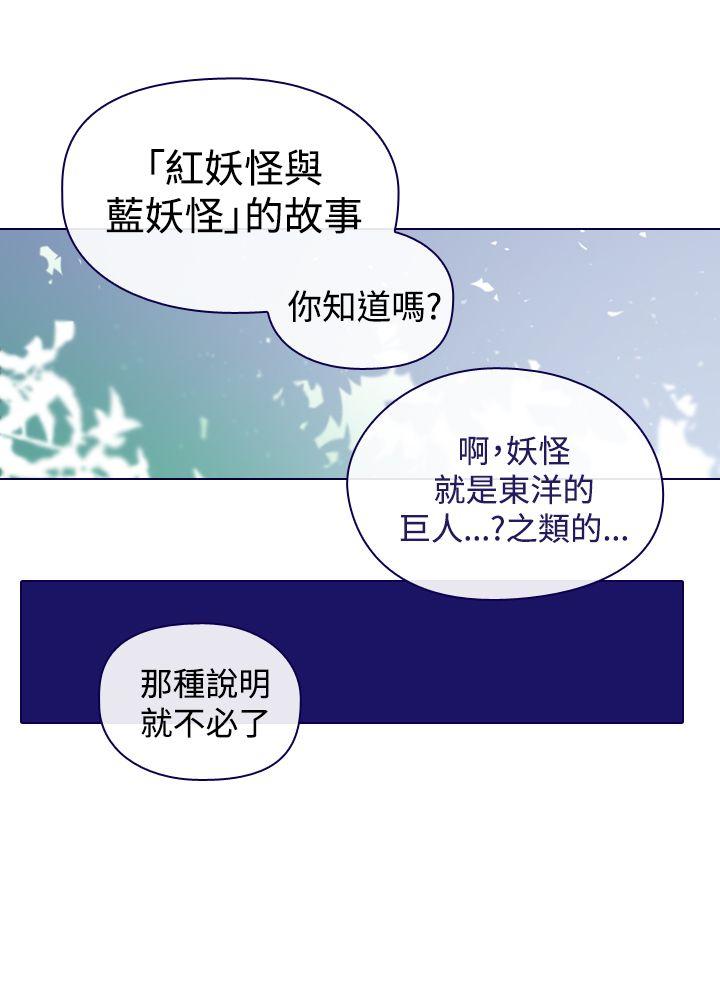 「紅妖怪與
藍妖怪」的故事
你知道嗎?
啊,妖怪
就是東洋的
巨人...?之類的...
那種說明
就不必了